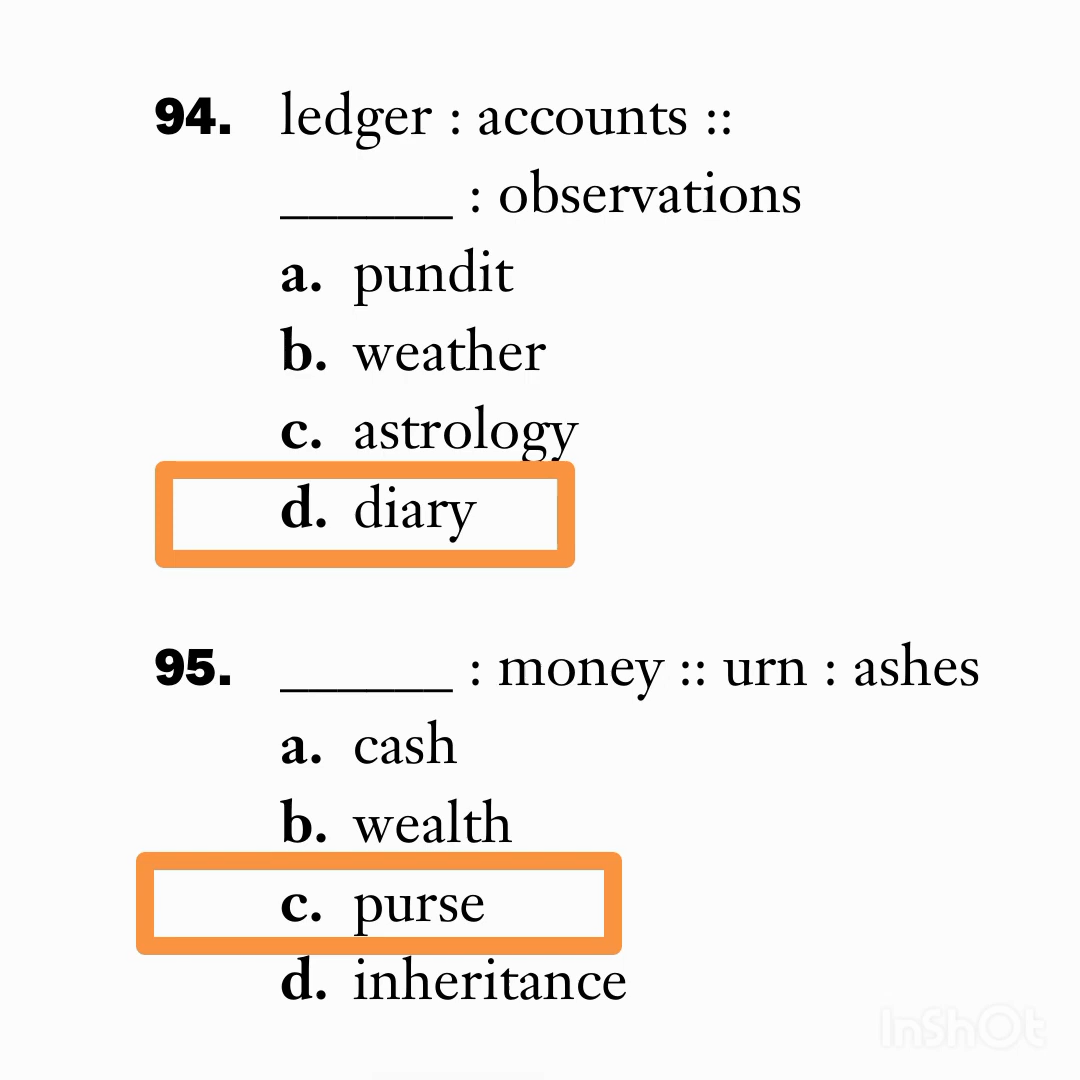 94. ledger : accounts ::
______ : observations
a. pundit
b. weather
c. astrology
d. diary
95. ______ : money :: urn : ashes
a. cash
b. wealth
c. purse
d. inheritance
InShOt